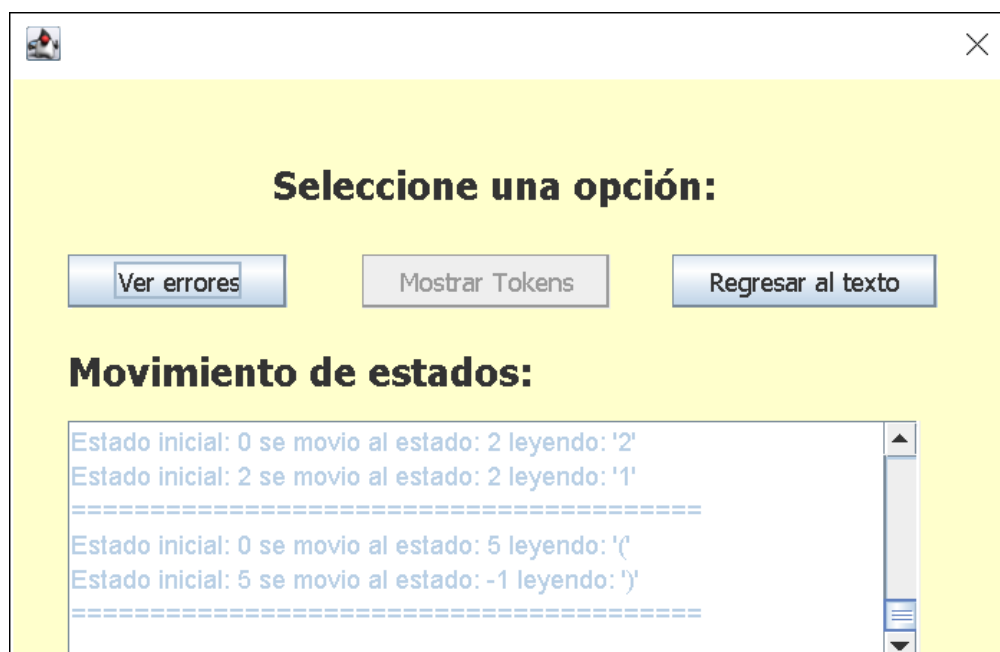 Seleccione una opción:
Ver errores
Mostrar Tokens
Regresar al texto
Movimiento de estados:
Estado inicial: 0 se movio al estado: 2 leyendo: '2'
Estado inicial: 2 se movio al estado: 2 leyendo: '1'
========================================
Estado inicial: 0 se movio al estado: 5 leyendo: '('
Estado inicial: 5 se movio al estado: -1 leyendo: ')'
========================================